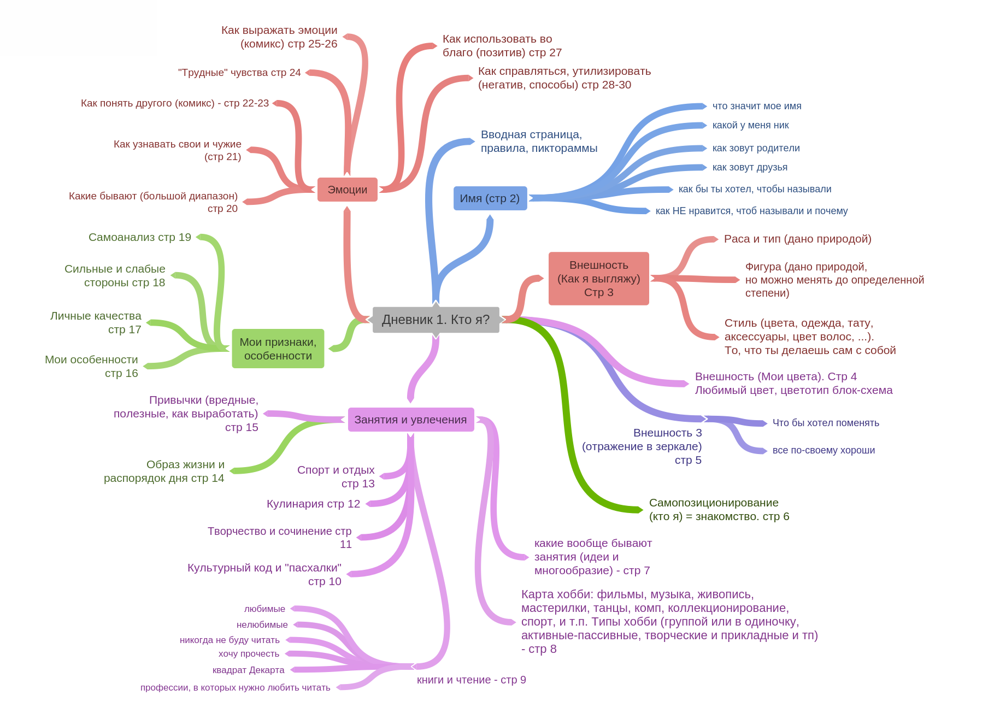 Как выражать эмоции
(комикс) стр 25-26
"Трудные" чувства стр 24
Как понять другого (комикс) - стр 22-23
Как узнавать свои и чужие
(стр 21)
Какие бывают (большой диапазон)
стр 20
Эмоции
Как использовать во
благо (позитив) стр 27
Как справляться, утилизировать
(негатив, способы) стр 28-30
Вводная страница,
правила, пиктораммы
Имя (стр 2)
что значит мое имя
какой у меня ник
как зовут родители
как зовут друзья
как бы ты хотел, чтобы называли
как НЕ нравится, чтоб называли и почему
Внешность
(Как я выгляжу)
Стр 3
Раса и тип (дано природой)
Фигура (дано природой,
но можно менять до определенной
степени)
Стиль (цвета, одежда, тату,
аксессуары, цвет волос, ...).
То, что ты делаешь сам с собой
Дневник 1. Кто я?
Самоанализ стр 19
Сильные и слабые
стороны стр 18
Личные качества
стр 17
Мои особенности
стр 16
Мои признаки,
особенности
Внешность (Мои цвета). Стр 4
Любимый цвет, цветотип блок-схема
Внешность 3
(отражение в зеркале)
стр 5
Что бы хотел поменять
все по-своему хороши
Самопозиционирование
(кто я) = знакомство. стр 6
Занятия и увлечения
Привычки (вредные,
полезные, как выработать)
стр 15
Образ жизни и
распорядок дня стр 14
Спорт и отдых
стр 13
Кулинария стр 12
Творчество и сочинение стр
11
Культурный код и "пасхалки"
стр 10
какие вообще бывают
занятия (идеи и
многообразие) - стр 7
Карта хобби: фильмы, музыка, живопись,
мастерилки, танцы, комп, коллекционирование,
спорт, и т.п. Типы хобби (группой или в одиночку,
активные-пассивные, творческие и прикладные и тп)
- стр 8
любимые
нелюбимые
никогда не буду читать
хочу прочесть
квадрат Декарта
профессии, в которых нужно любить читать
книги и чтение - стр 9